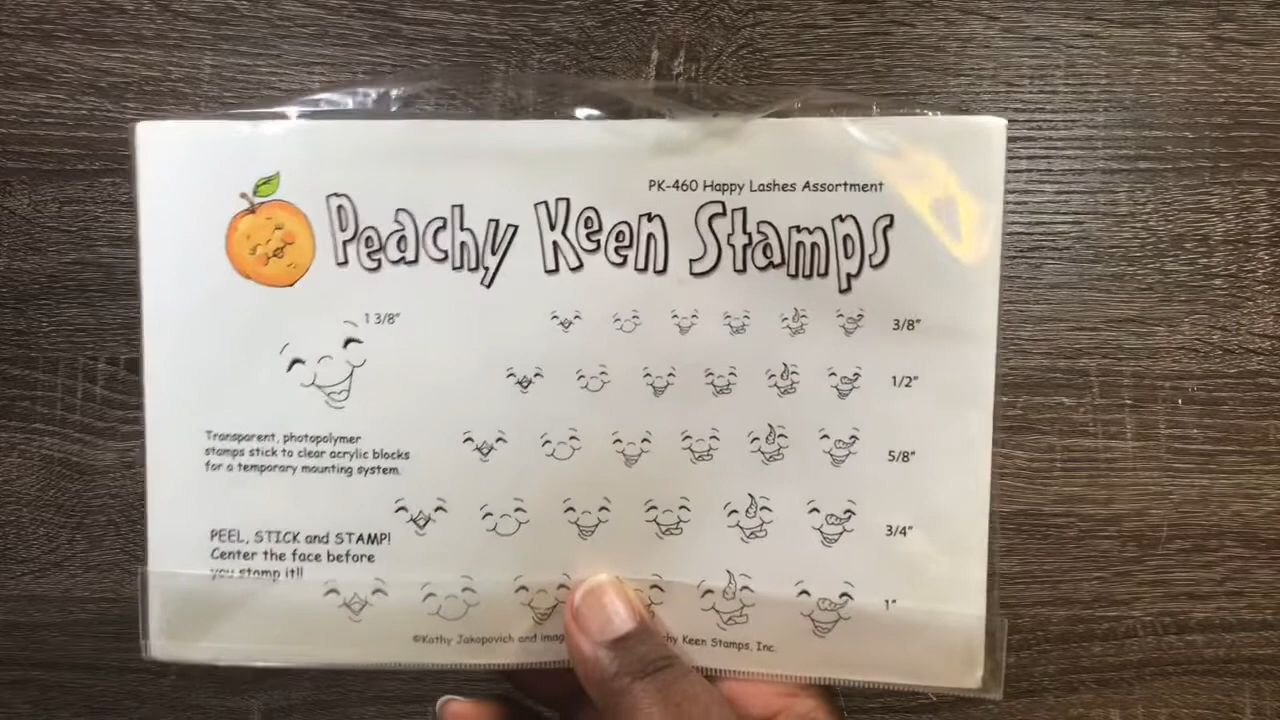 PK-460 Happy Lashes Assortment
Peachy Keen Stamps
1 3/8"
3/8"
1/2"
5/8"
Transparent, photopolymer
stamps stick to clear acrylic blocks
for a temporary mounting system.
3/4"
PEEL, STICK and STAMP!
Center the face before
you stamp it!!
1"
©Kathy Jakopovich and Keen Stamps, Inc.